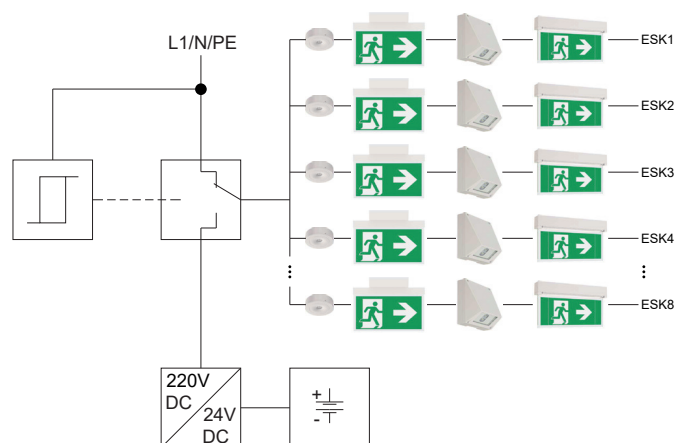 L1/N/PE
ESK1
ESK2
ESK3
ESK4
ESK8
220V
DC
24V
DC
+
-